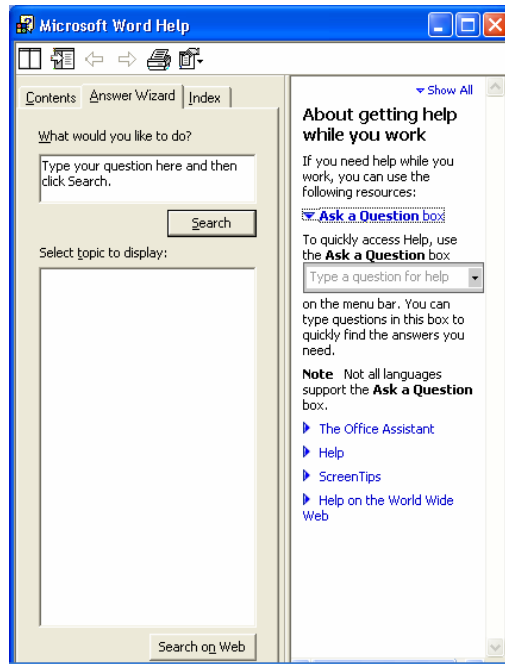 Microsoft Word Help
Contents Answer Wizard Index
What would you like to do?
Type your question here and then
click Search.
Search
Select topic to display:
Search on Web
Show All
About getting help
while you work
If you need help while you
work, you can use the
following resources:
Ask a Question box
To quickly access Help, use
the Ask a Question box
Type a question for help
on the menu bar. You can
type questions in this box to
quickly find the answers you
need.
Note Not all languages
support the Ask a Question
box.
The Office Assistant
Help
ScreenTips
Help on the World Wide
Web